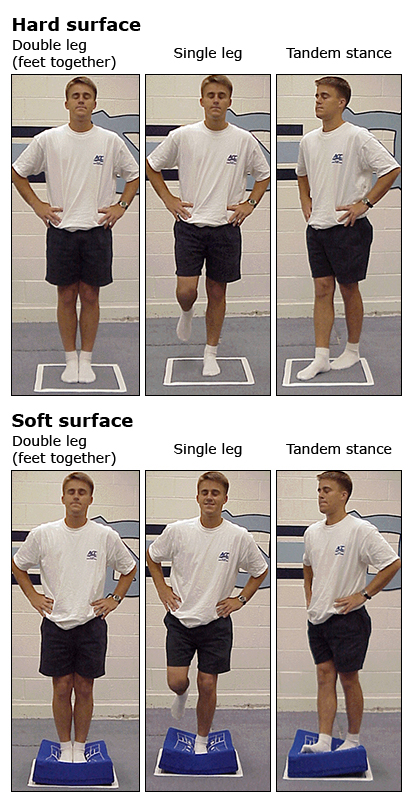 Hard surface
Double leg
(feet together)
Single leg
Tandem stance
Soft surface
Double leg
(feet together)
Single leg
Tandem stance